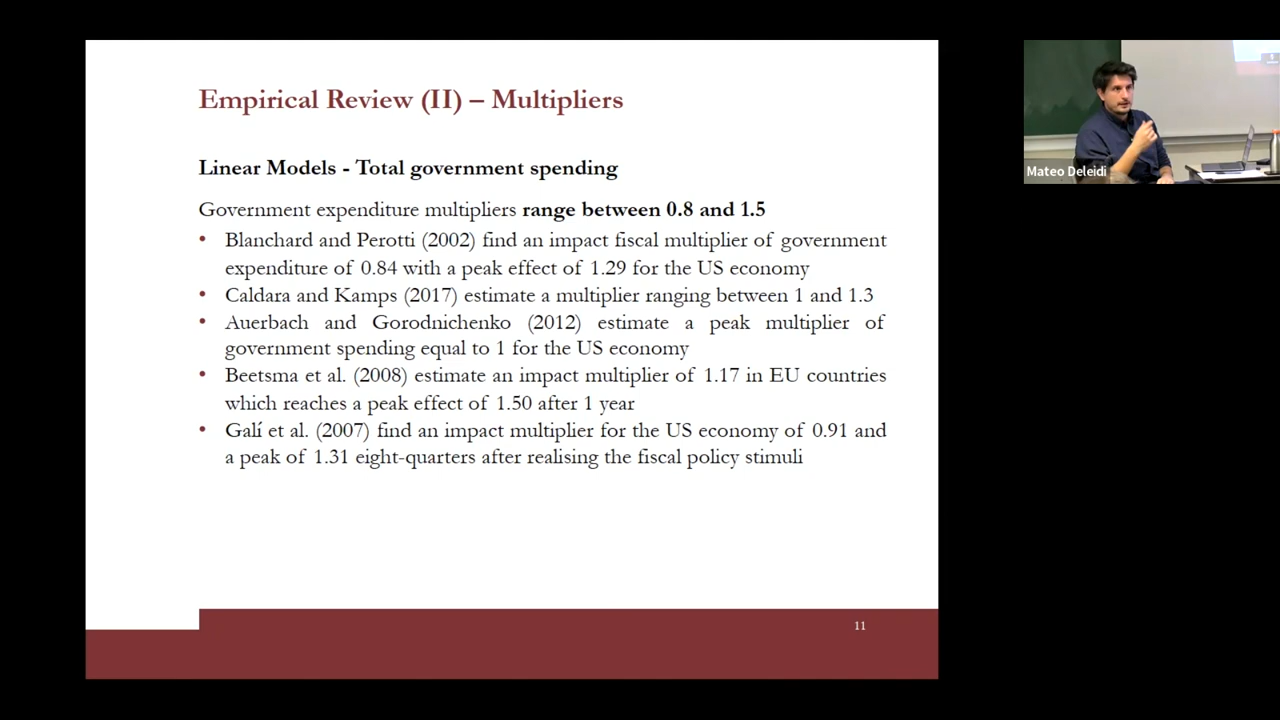 Empirical Review (II) – Multipliers
Linear Models - Total government spending
Government expenditure multipliers range between 0.8 and 1.5
• Blanchard and Perotti (2002) find an impact fiscal multiplier of government
expenditure of 0.84 with a peak effect of 1.29 for the US economy
• Caldara and Kamps (2017) estimate a multiplier ranging between 1 and 1.3
• Auerbach and Gorodnichenko (2012) estimate a peak multiplier of
government spending equal to 1 for the US economy
• Beetsma et al. (2008) estimate an impact multiplier of 1.17 in EU countries
which reaches a peak effect of 1.50 after 1 year
• Galí et al. (2007) find an impact multiplier for the US economy of 0.91 and
a peak of 1.31 eight-quarters after realising the fiscal policy stimuli
11
Mateo Deleidi